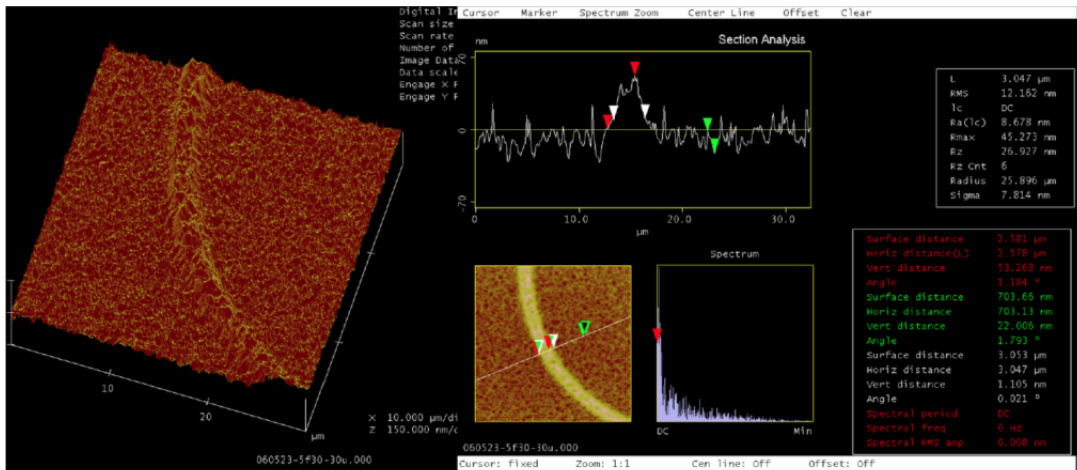 Digital In
Scan size
Scan rate
Number of
Image Data
Data scale
Engage X P
Engage Y P
10
20
µm
X 10.000 µm/di
Z 150.000 nm/c
060523-5f30-30u.000
Cursor Marker Spectrum Zoom Center Line Offset Clear
Section Analysis
nm
70
0
-70
0 10.0 20.0 30.0
µm
L 3.047 µm
RMS 12.162 nm
lc DC
Ra(lc) 8.678 nm
Rmax 45.273 nm
Rz 26.927 nm
Rz Cnt 6
Radius 25.896 µm
Sigma 7.814 nm
Spectrum
DC Min
Surface distance 2.581 µm
Horiz distance(L) 2.578 µm
Vert distance 53.268 nm
Angle 1.184 °
Surface distance 703.66 nm
Horiz distance 703.13 nm
Vert distance 22.006 nm
Angle 1.793 °
Surface distance 3.053 µm
Horiz distance 3.047 µm
Vert distance 1.105 nm
Angle 0.021 °
Spectral period DC
Spectral freq 0 Hz
Spectral RMS amp 0.008 nm
060523-5f30-30u.000
Cursor: fixed Zoom: 1:1 Cen line: Off Offset: Off